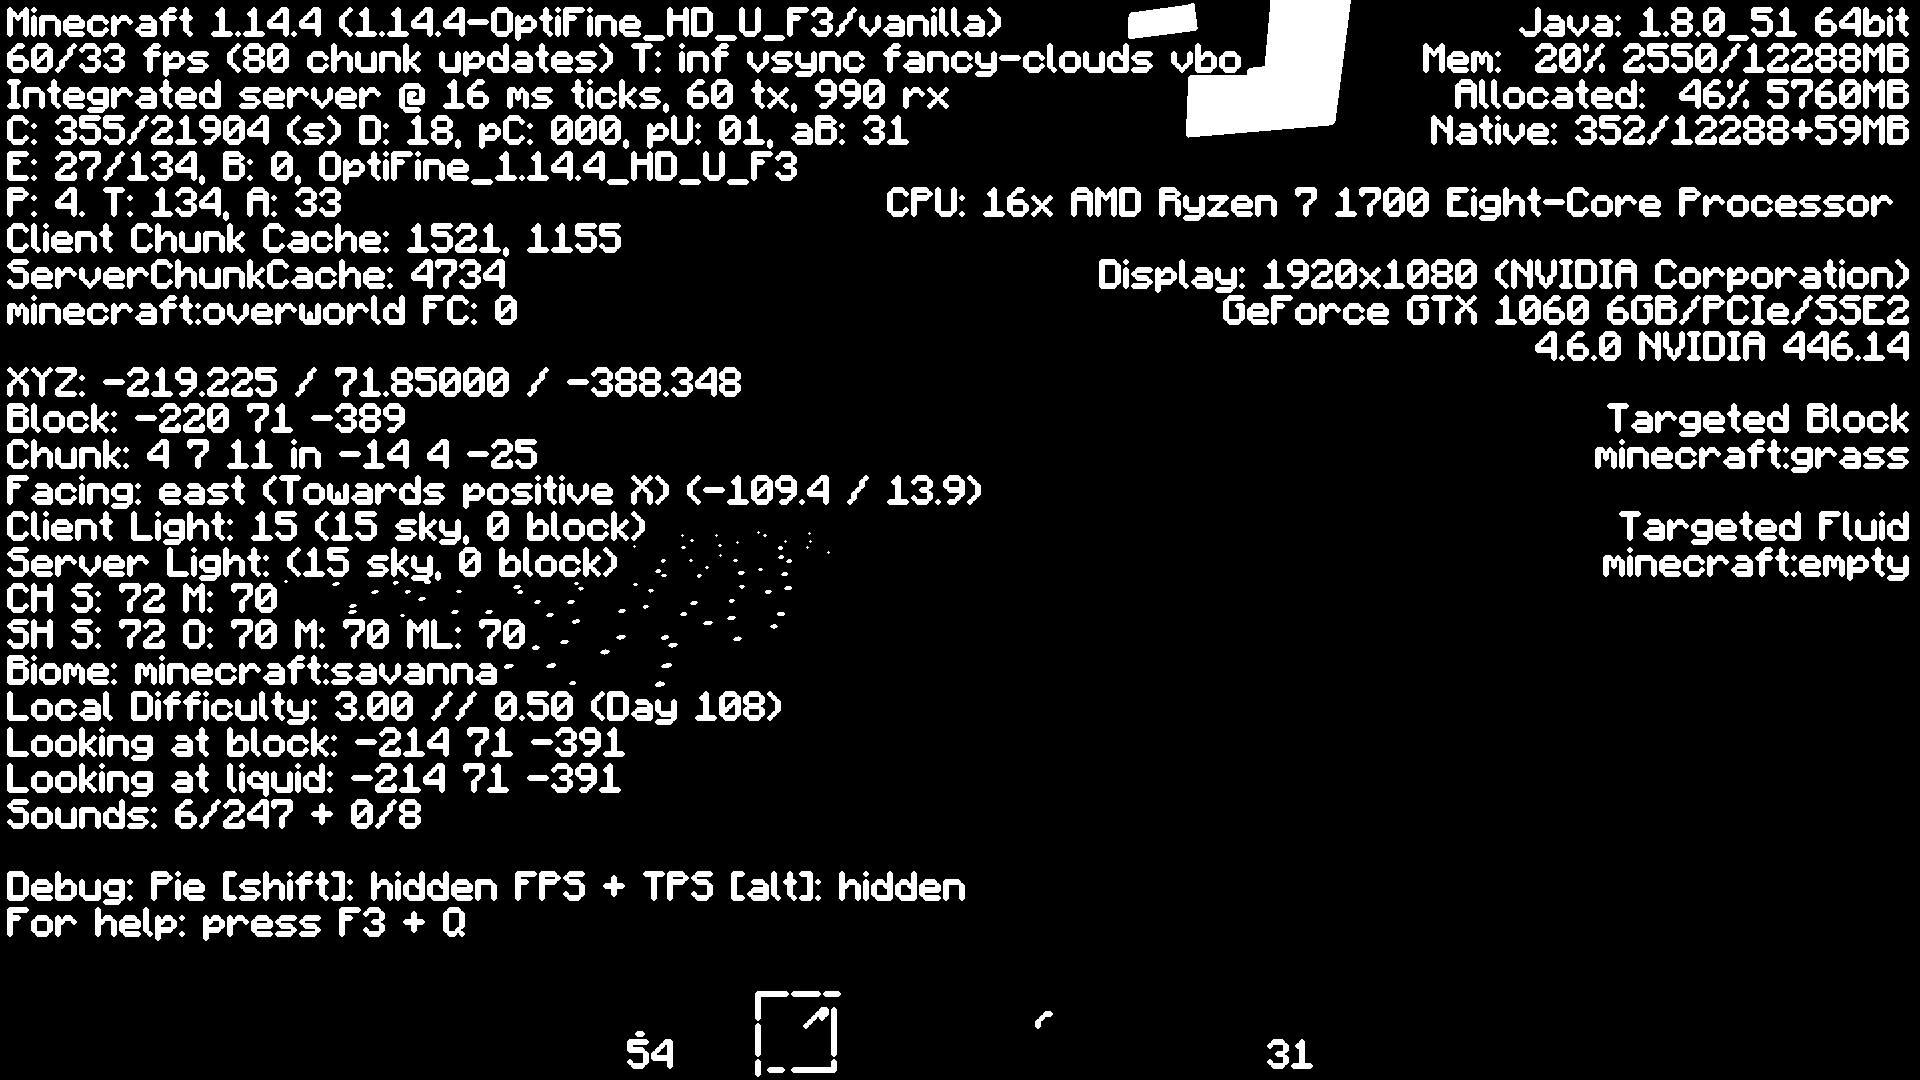 Minecraft 1.14.4 (1.14.4-OptiFine_HD_U_F3/vanilla)
60/33 fps (80 chunk updates) T: inf vsync fancy-clouds vbo
Integrated server @ 16 ms ticks, 60 tx, 990 rx
C: 355/21904 (s) D: 18, pC: 000, pU: 01, aB: 31
E: 27/134, B: 0, OptiFine_1.14.4_HD_U_F3
P: 4. T: 134, A: 33
Client Chunk Cache: 1521, 1155
ServerChunkCache: 4734
minecraft:overworld FC: 0
XYZ: -219.225 / 71.85000 / -388.348
Block: -220 71 -389
Chunk: 4 7 11 in -14 4 -25
Facing: east (Towards positive X) (-109.4 / 13.9)
Client Light: 15 (15 sky, 0 block)
Server Light: (15 sky, 0 block)
CH S: 72 M: 70
SH S: 72 O: 70 M: 70 ML: 70
Biome: minecraft:savanna
Local Difficulty: 3.00 // 0.50 (Day 108)
Looking at block: -214 71 -391
Looking at liquid: -214 71 -391
Sounds: 6/247 + 0/8
Debug: Pie [shift]: hidden FPS + TPS [alt]: hidden
For help: press F3 + Q
Java: 1.8.0_51 64bit
Mem: 20% 2550/12288MB
Allocated: 46% 5760MB
Native: 352/12288+59MB
CPU: 16x AMD Ryzen 7 1700 Eight-Core Processor
Display: 1920x1080 (NVIDIA Corporation)
GeForce GTX 1060 6GB/PCIe/SSE2
4.6.0 NVIDIA 446.14
Targeted Block
minecraft:grass
Targeted Fluid
minecraft:empty
54
31